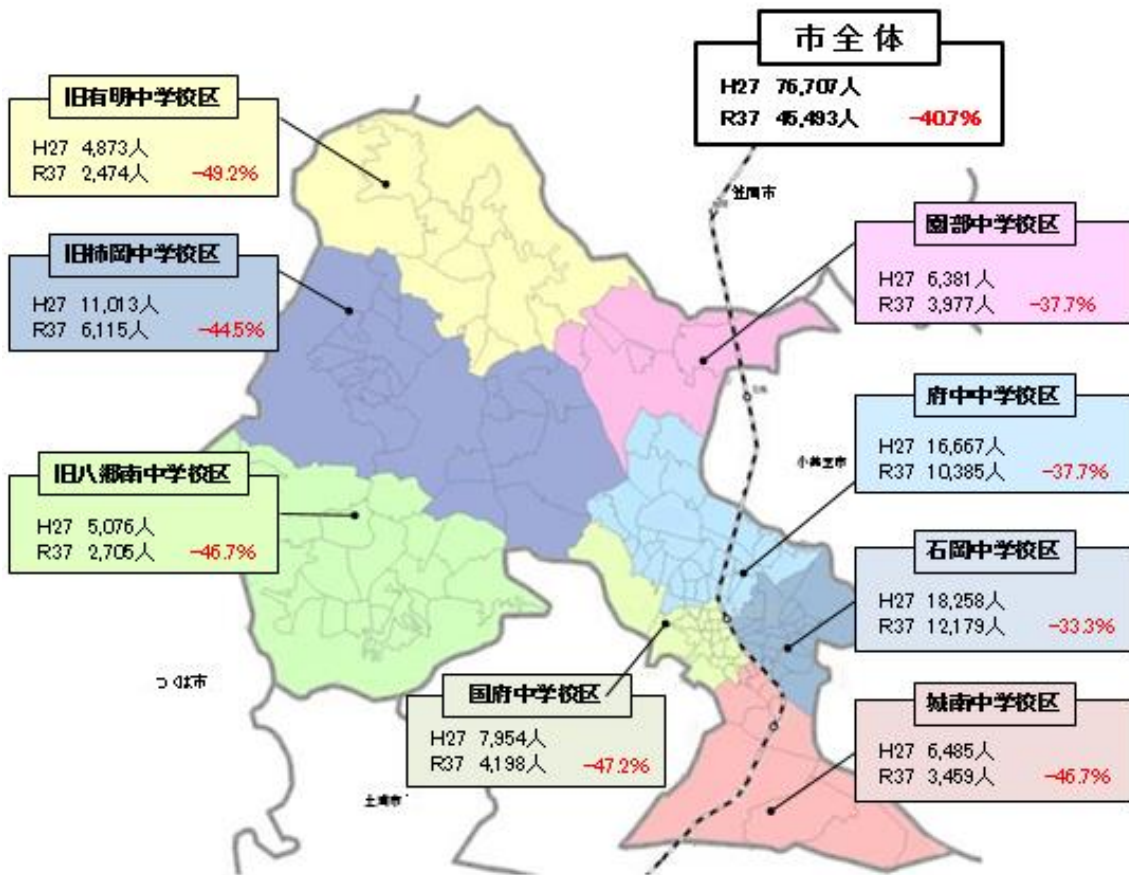 市全体
H27 76,707人
R37 45,493人 -40.7%
旧有明中学校区
H27 4,873人
R37 2,474人 -49.2%
笠間市
園部中学校区
H27 6,381人
R37 3,977人 -37.7%
旧柿岡中学校区
H27 11,013人
R37 6,115人 -44.5%
府中中学校区
H27 16,667人
R37 10,385人 -37.7%
小美玉市
旧八郷南中学校区
H27 5,076人
R37 2,705人 -46.7%
石岡中学校区
H27 18,258人
R37 12,179人 -33.3%
つくば市
国府中学校区
H27 7,954人
R37 4,198人 -47.2%
城南中学校区
H27 6,485人
R37 3,459人 -46.7%
土浦市